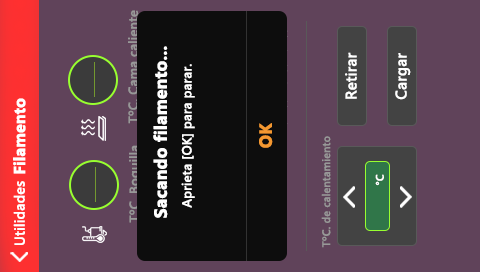 Utilidades Filamento
T°C. Boquilla
T°C. Cama caliente
Sacando filamento...
Aprieta [OK] para parar.
OK
T°C. de calentamiento
°C
Retirar
Cargar